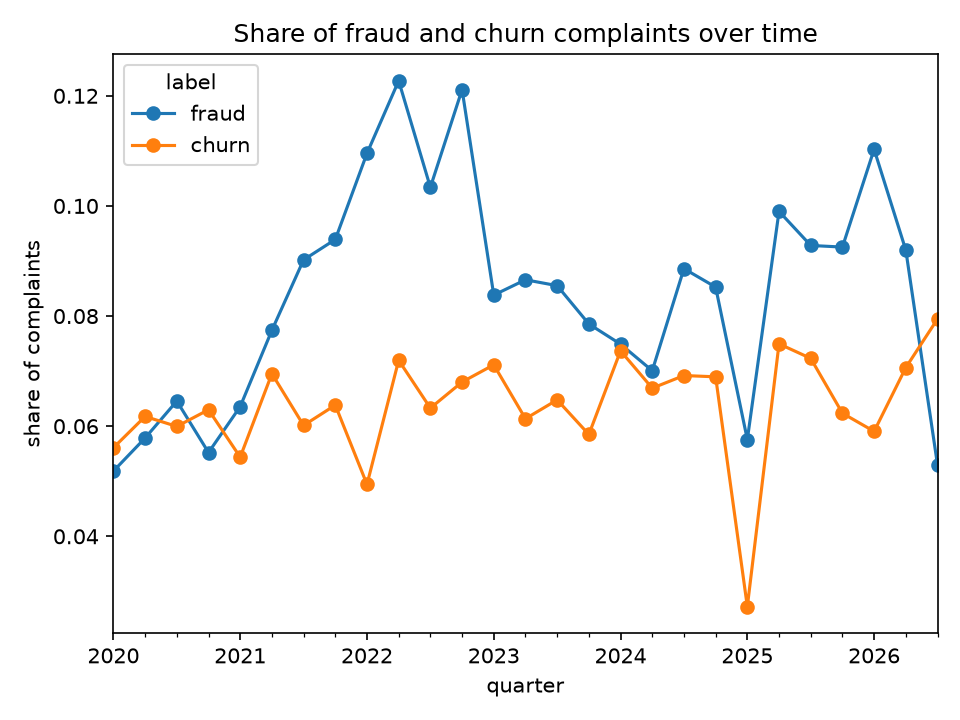 Share of fraud and churn complaints over time
label
fraud
churn
0.12
0.10
0.08
0.06
0.04
share of complaints
2020 2021 2022 2023 2024 2025 2026
quarter